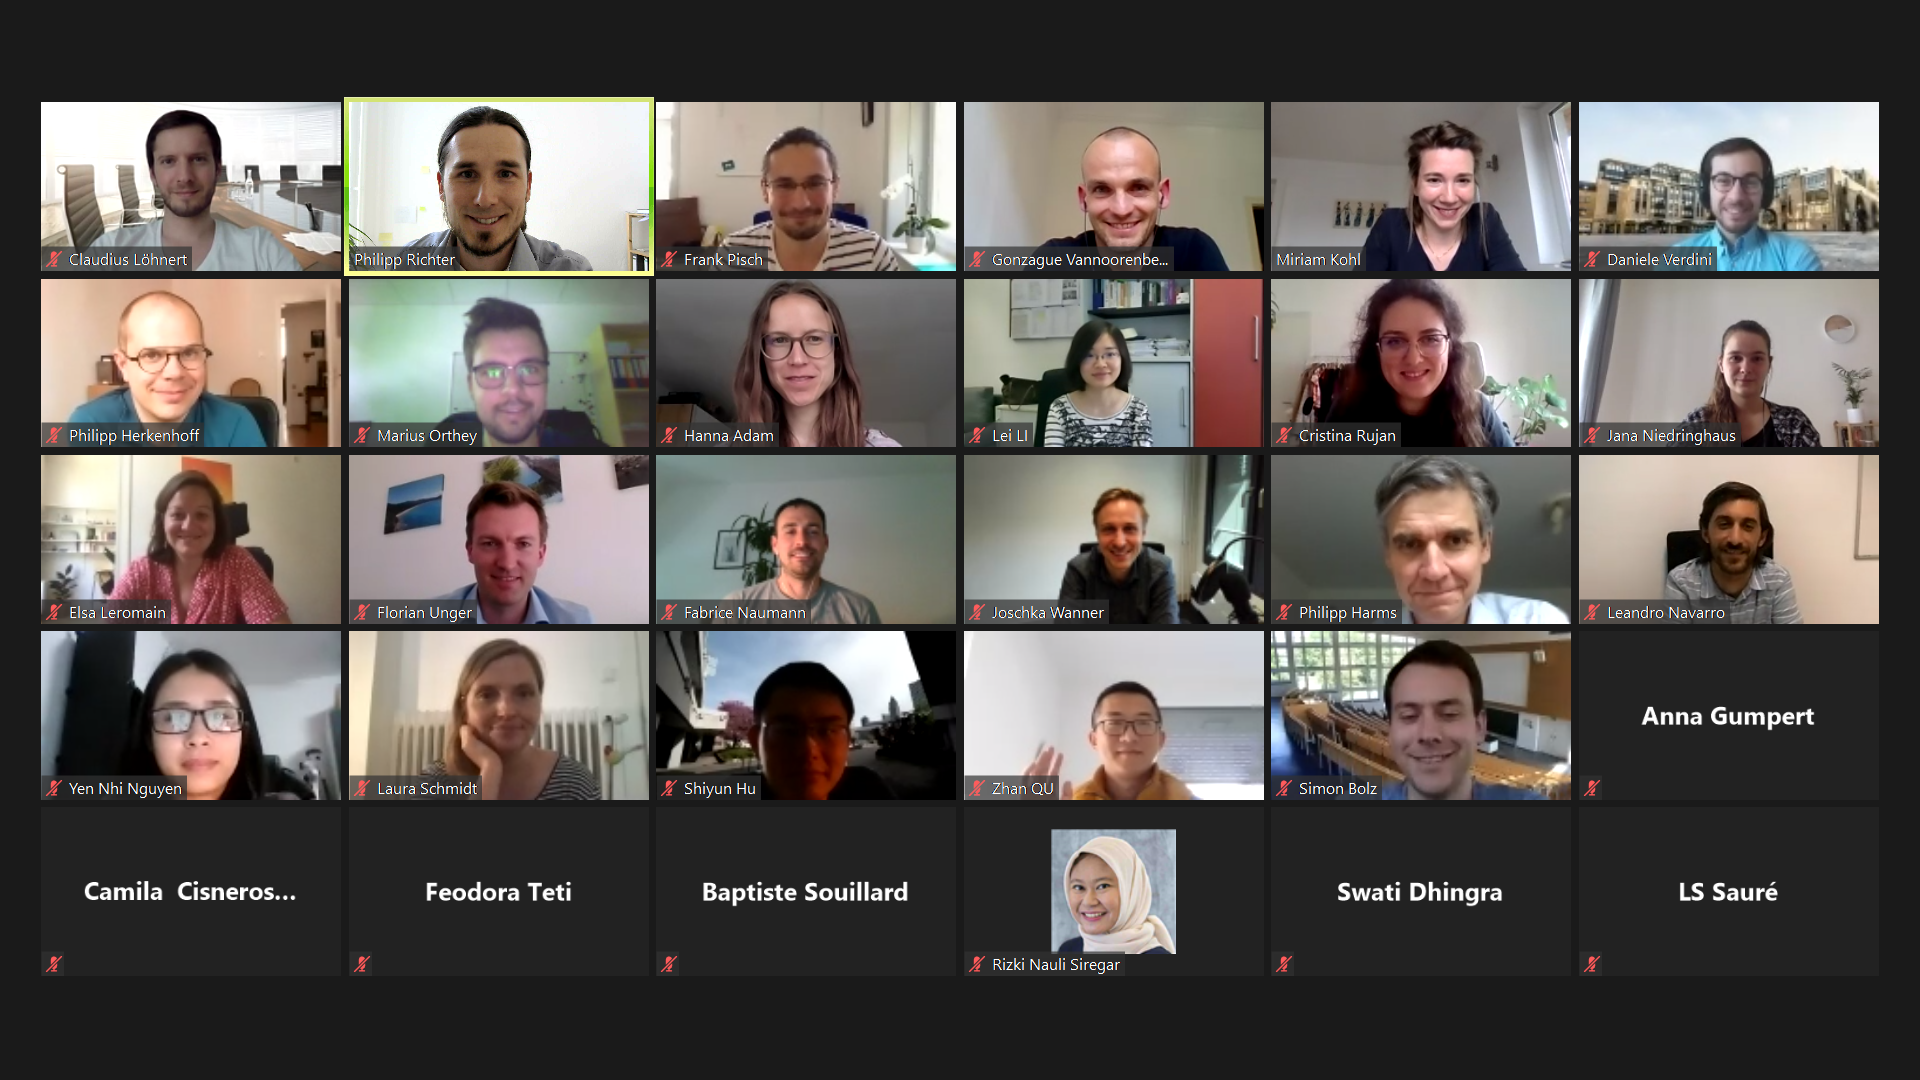 Claudius Löhnert
Philipp Richter
Frank Pisch
Gonzague Vannoorenbe...
Miriam Kohl
Daniele Verdini
Philipp Herkenhoff
Marius Orthey
Hanna Adam
Lei LI
Cristina Rujan
Jana Niedringhaus
Elsa Leromain
Florian Unger
Fabrice Naumann
Joschka Wanner
Philipp Harms
Leandro Navarro
Yen Nhi Nguyen
Laura Schmidt
Shiyun Hu
Zhan QU
Simon Bolz
Anna Gumpert
Camila Cisneros...
Feodora Teti
Baptiste Souillard
Rizki Nauli Siregar
Swati Dhingra
LS Sauré